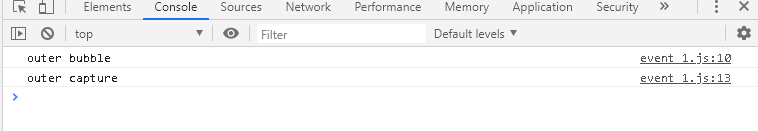 Elements Console Sources Network Performance Memory Application Security »
top Filter Default levels
outer bubble event 1.js:10
outer capture event 1.js:13
>